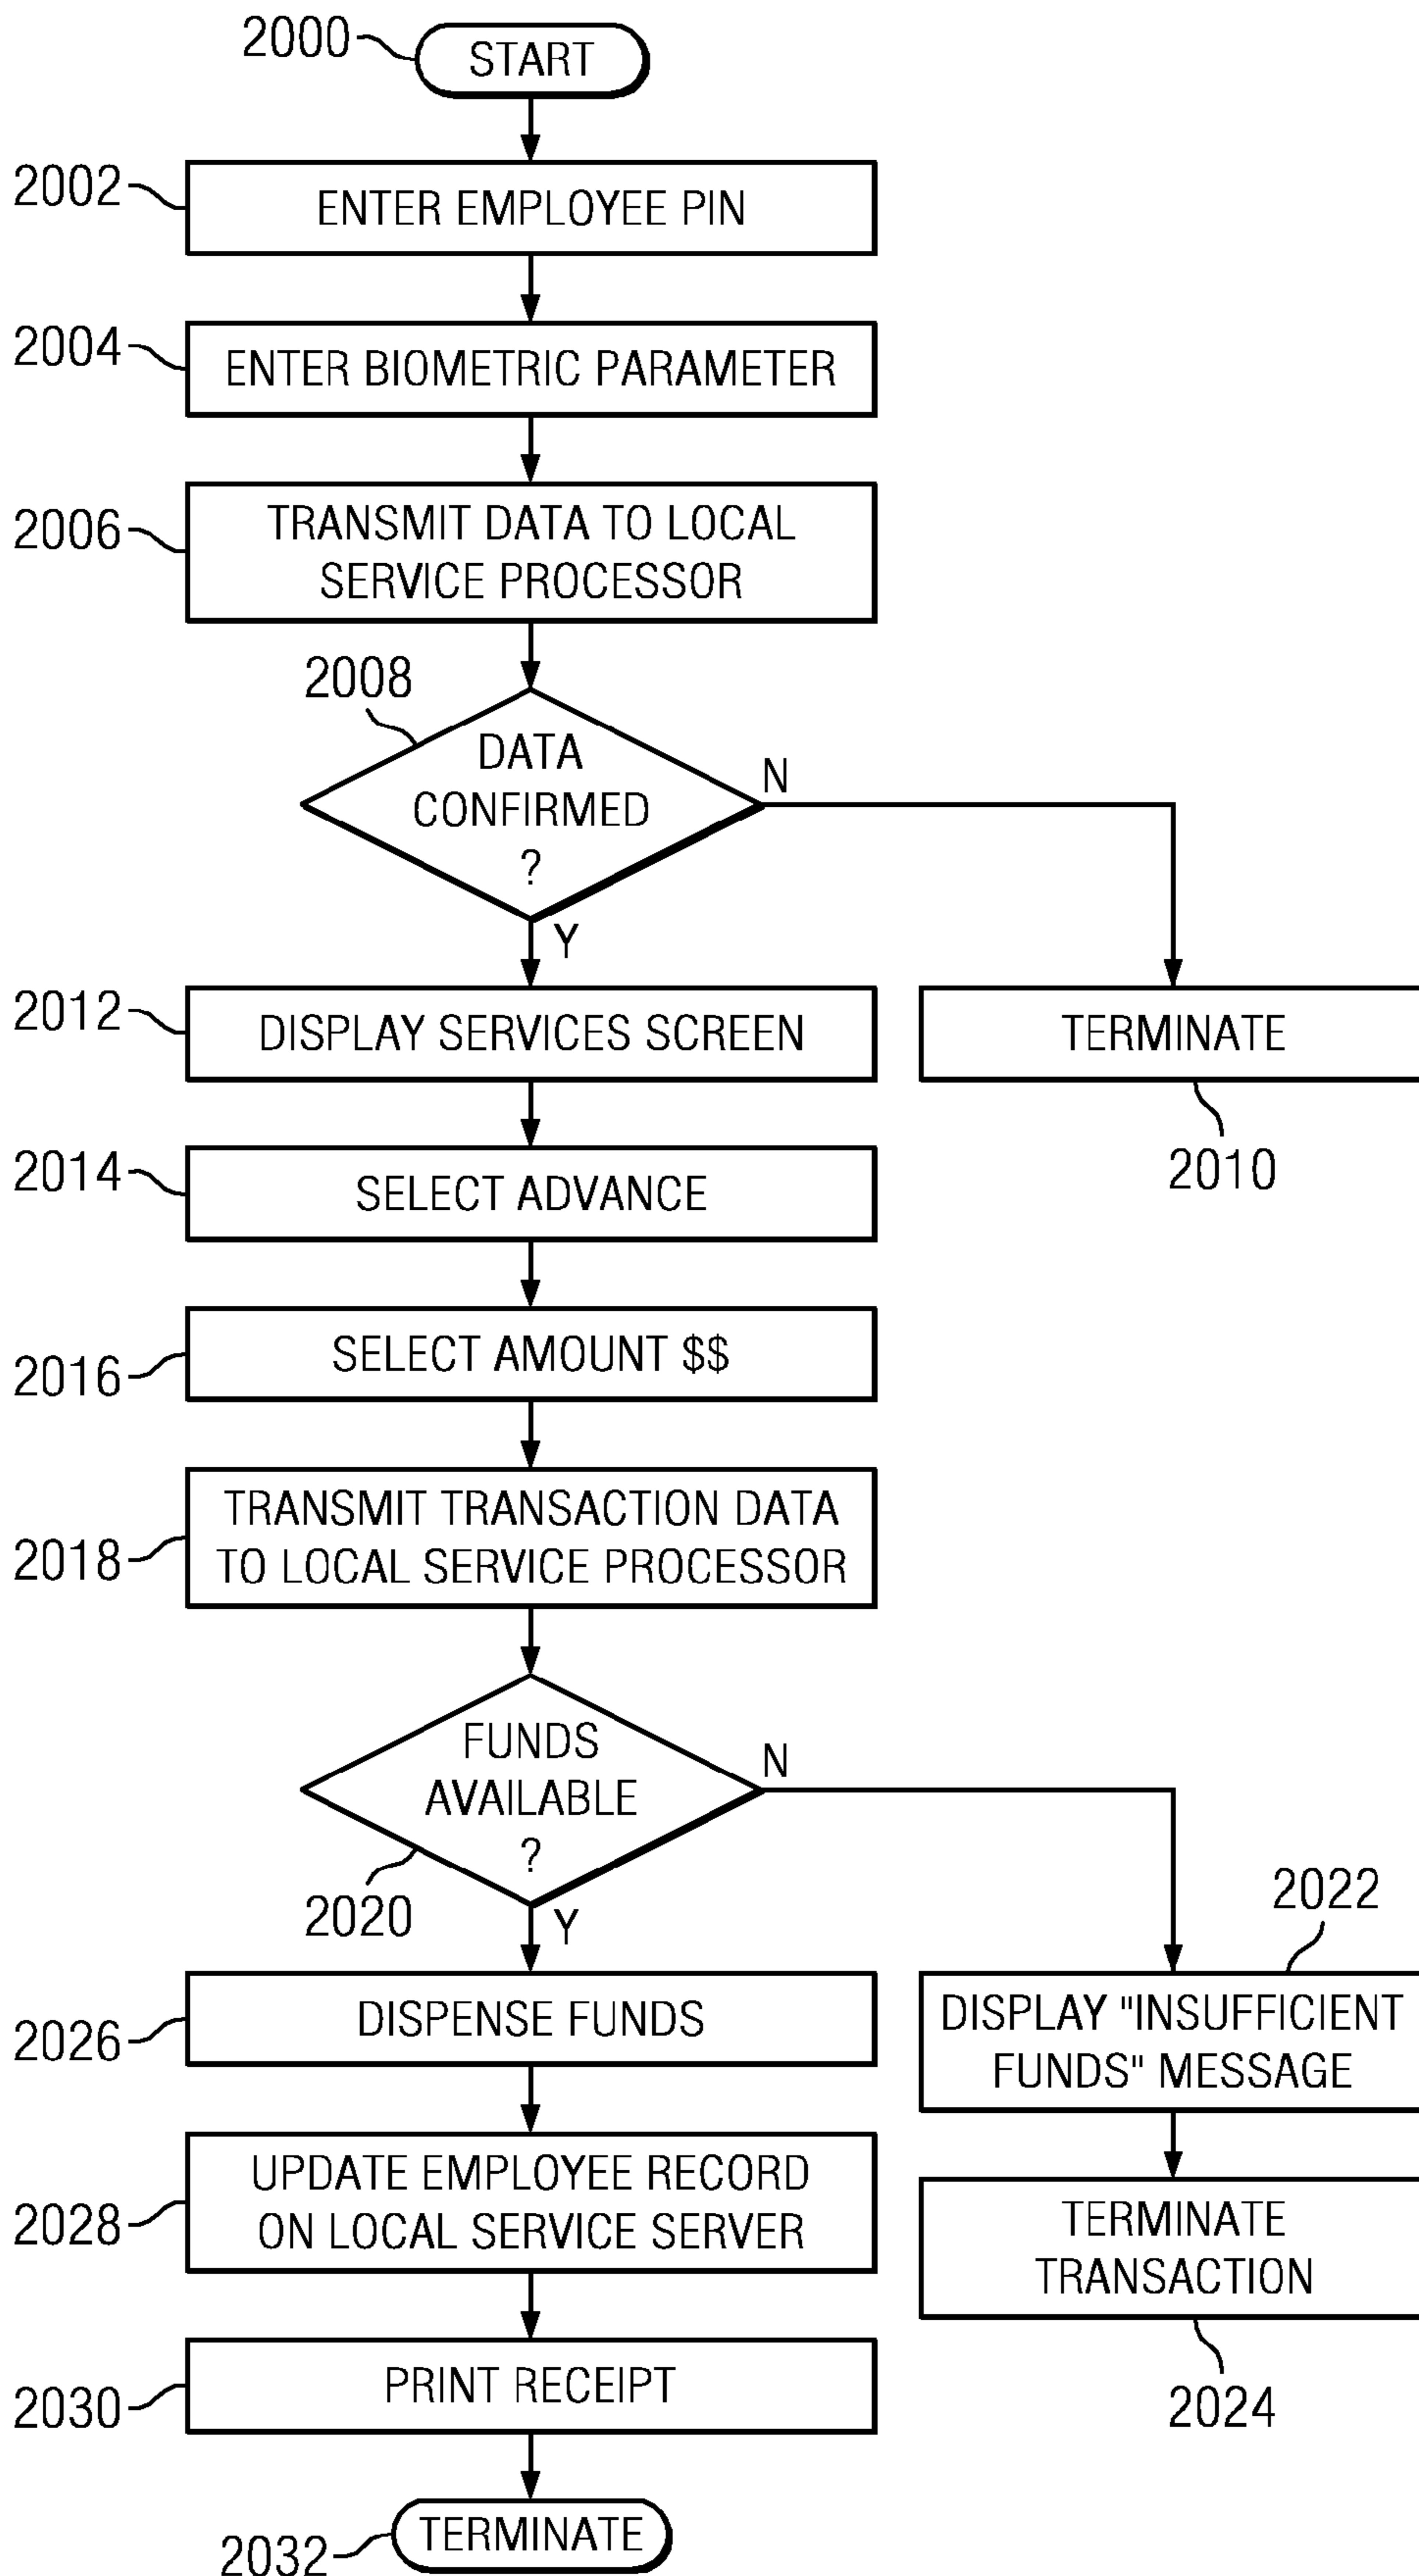 2000
START
2002
ENTER EMPLOYEE PIN
2004
ENTER BIOMETRIC PARAMETER
2006
TRANSMIT DATA TO LOCAL
SERVICE PROCESSOR
2008
DATA
CONFIRMED
?
N
Y
2012
DISPLAY SERVICES SCREEN
TERMINATE
2010
2014
SELECT ADVANCE
2016
SELECT AMOUNT $$
2018
TRANSMIT TRANSACTION DATA
TO LOCAL SERVICE PROCESSOR
FUNDS
AVAILABLE
?
N
2020
Y
2022
2026
DISPENSE FUNDS
DISPLAY "INSUFFICIENT
FUNDS" MESSAGE
2028
UPDATE EMPLOYEE RECORD
ON LOCAL SERVICE SERVER
TERMINATE
TRANSACTION
2024
2030
PRINT RECEIPT
2032
TERMINATE